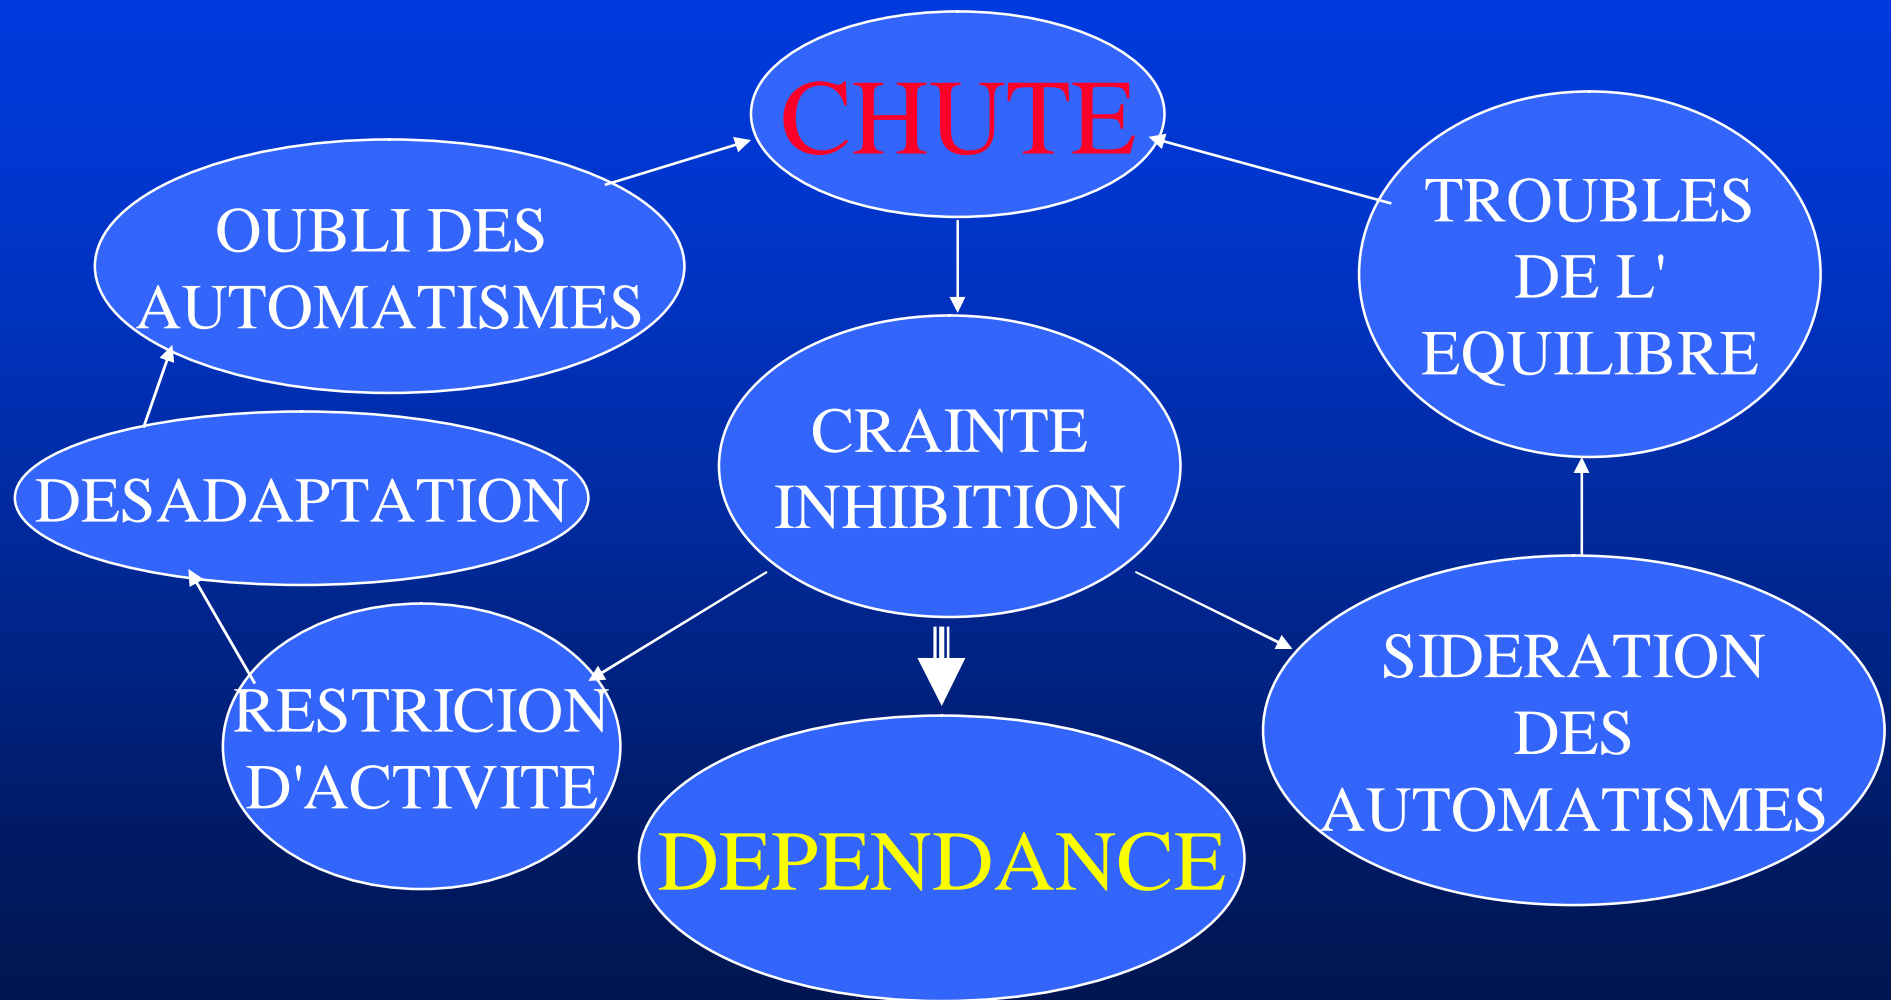 CHUTE
OUBLI DES
AUTOMATISMES
TROUBLES
DE L'
EQUILIBRE
CRAINTE
INHIBITION
DESADAPTATION
RESTRICION
D'ACTIVITE
SIDERATION
DES
AUTOMATISMES
DEPENDANCE